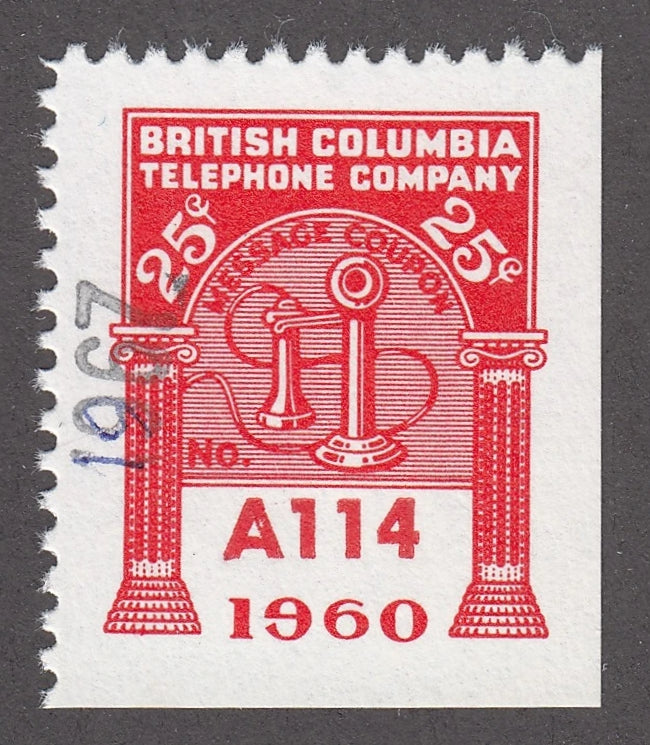 BRITISH COLUMBIA
TELEPHONE COMPANY
25¢ 25¢
MESSAGE COUPON
No.
A114
1960
1967